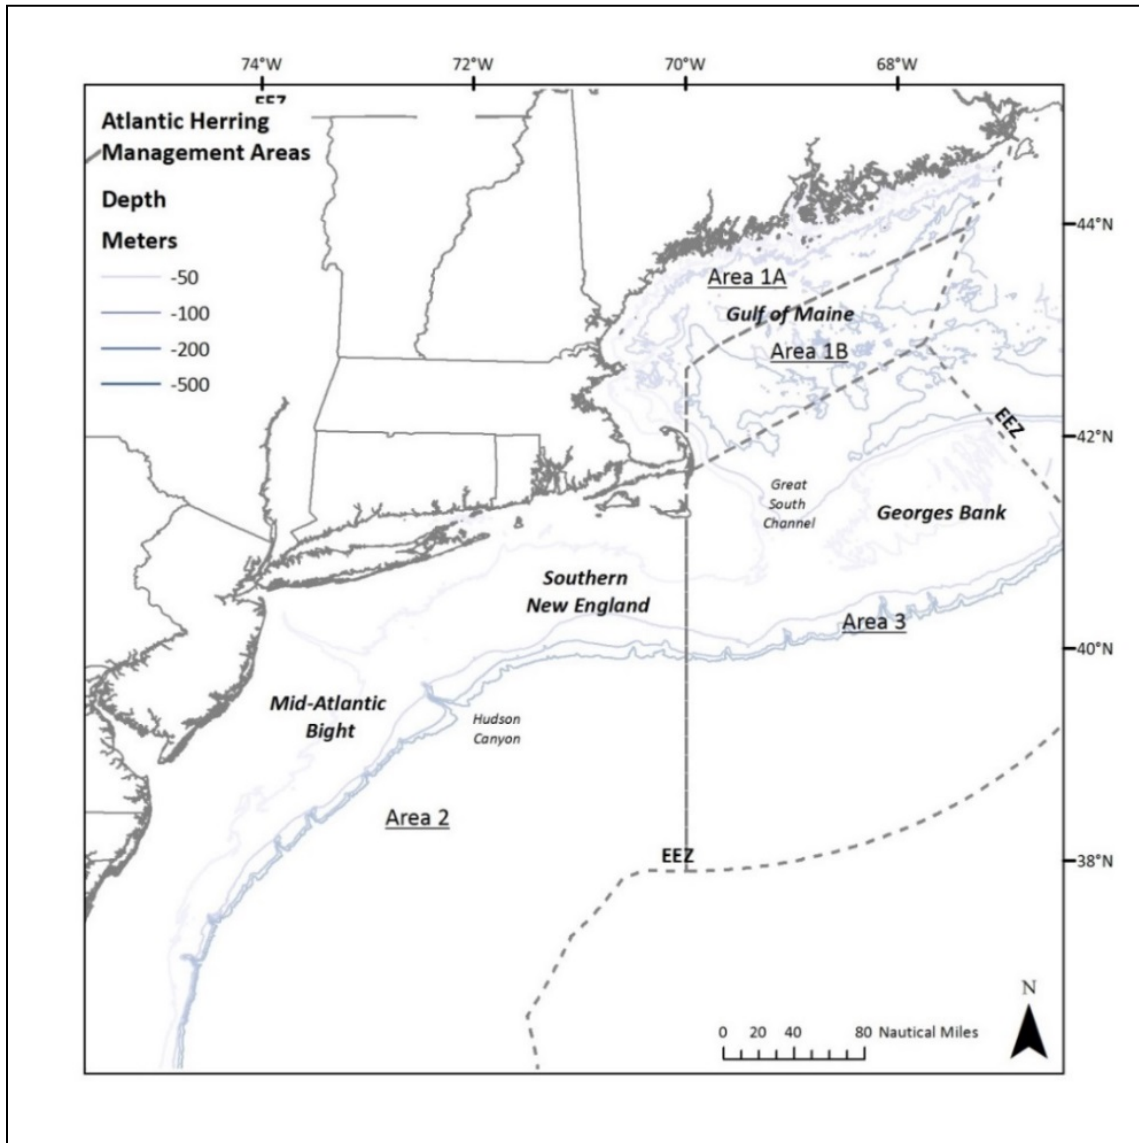 74°W 72°W 70°W 68°W
Atlantic Herring
Management Areas
Depth
Meters
-50
-100
-200
-500
44°N
Area 1A
Gulf of Maine
Area 1B
EEZ
42°N
Great
South
Channel
Georges Bank
Southern
New England
Area 3
40°N
Mid-Atlantic
Bight
Hudson
Canyon
Area 2
EEZ
38°N
N
0 20 40 80 Nautical Miles